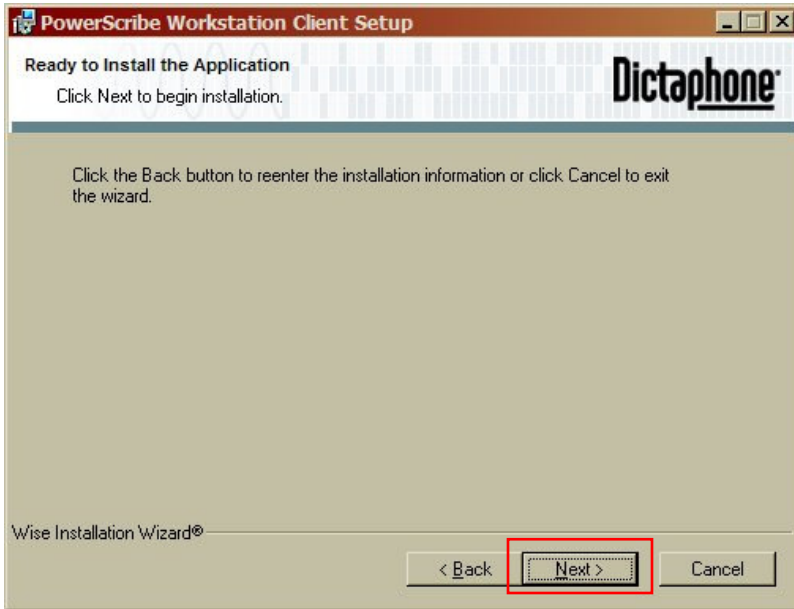 PowerScribe Workstation Client Setup
Ready to Install the Application
Click Next to begin installation.
Dictaphone
Click the Back button to reenter the installation information or click Cancel to exit
the wizard.
Wise Installation Wizard®
< Back
Next >
Cancel